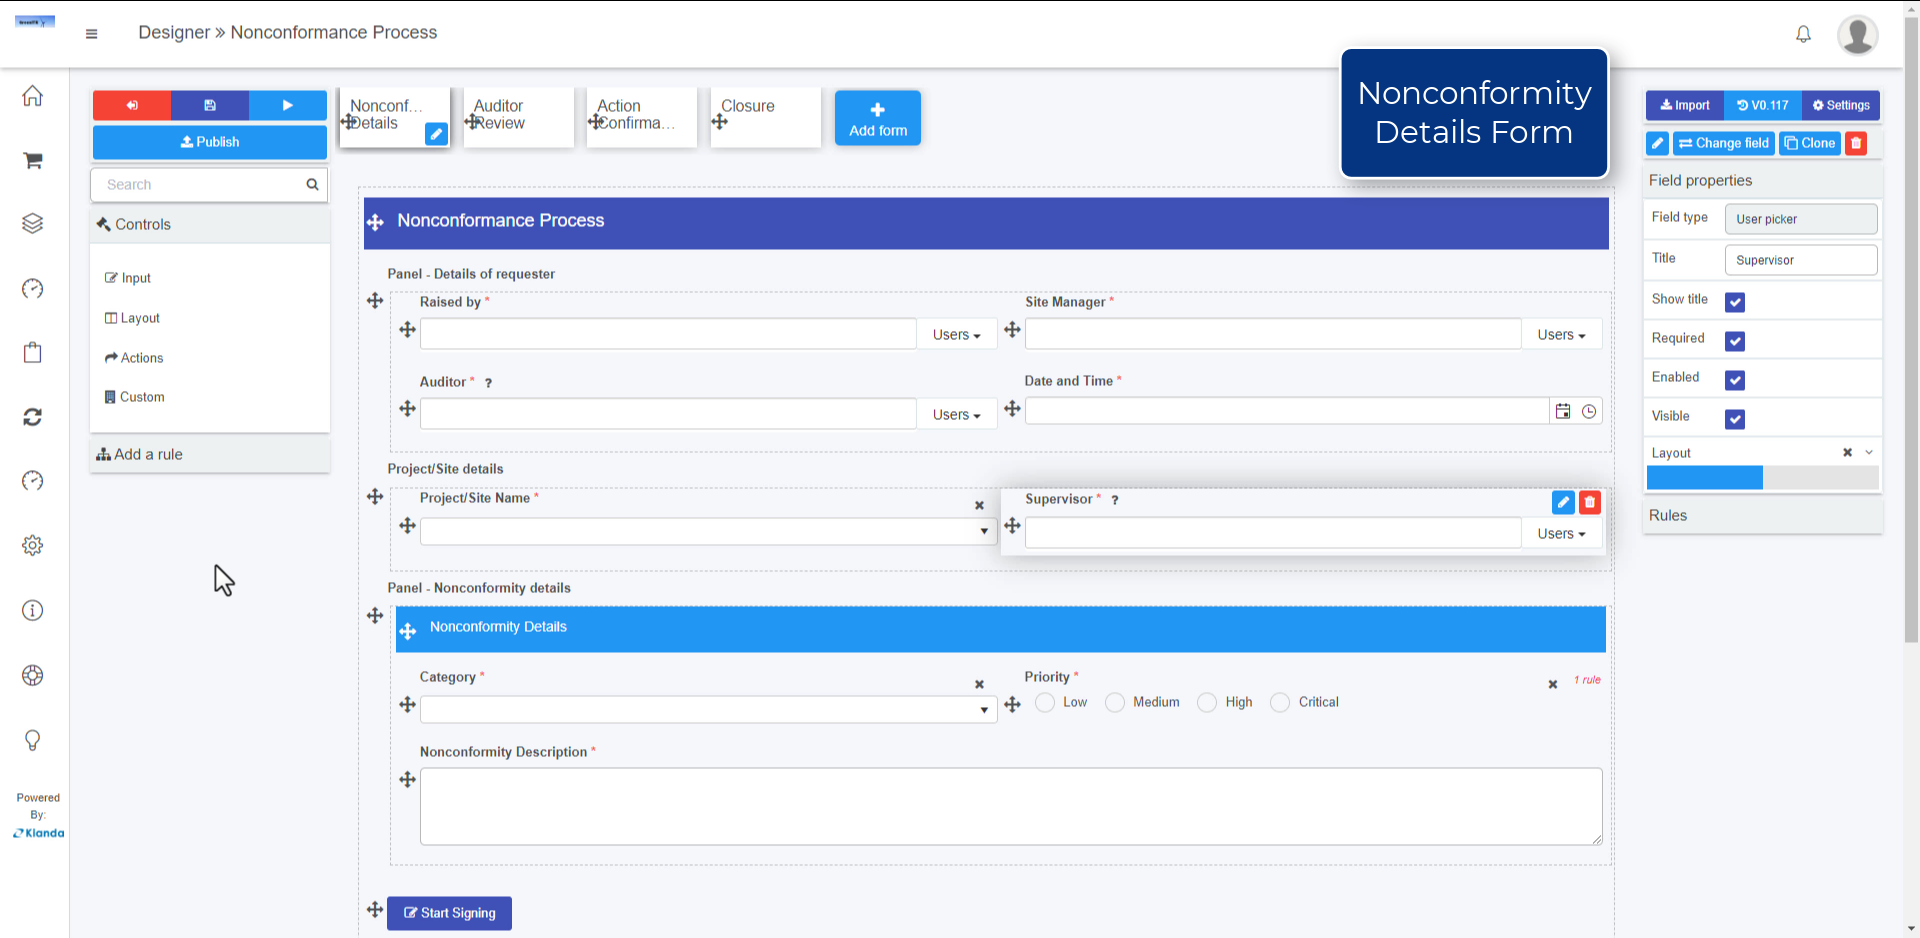 Designer » Nonconformance Process
Nonconformity
Details Form
Nonconf...
Details
Auditor
Review
Action
Confirma...
Closure
Add form
Publish
Search
Controls
Input
Layout
Actions
Custom
Add a rule
Nonconformance Process
Panel - Details of requester
Raised by *
Users
Site Manager *
Users
Auditor * ?
Users
Date and Time *
Project/Site details
Project/Site Name *
Supervisor * ?
Users
Panel - Nonconformity details
Nonconformity Details
Category *
Priority *
1 rule
Low Medium High Critical
Nonconformity Description *
Start Signing
Import V0.117 Settings
Change field Clone
Field properties
Field type User picker
Title Supervisor
Show title
Required
Enabled
Visible
Layout
Rules
Powered
By:
Kianda